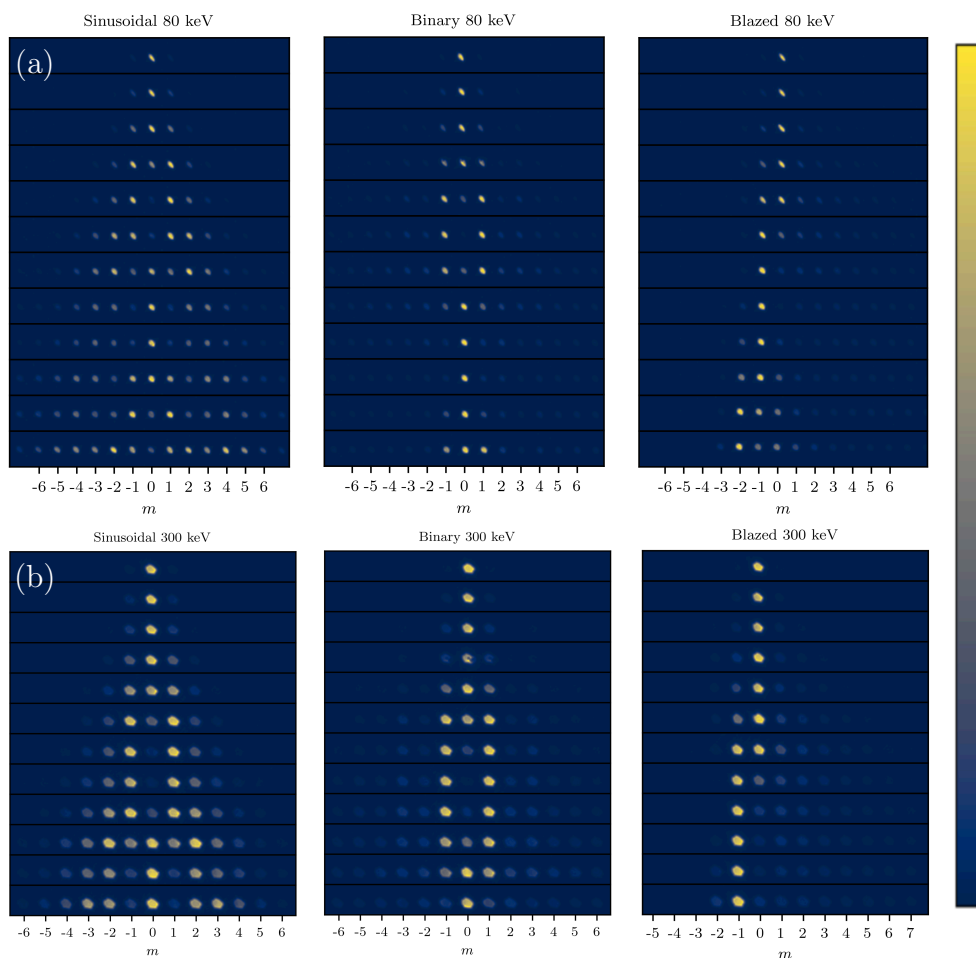 Sinusoidal 80 keV Binary 80 keV Blazed 80 keV
(a)
-6 -5 -4 -3 -2 -1 0 1 2 3 4 5 6 -6 -5 -4 -3 -2 -1 0 1 2 3 4 5 6 -6 -5 -4 -3 -2 -1 0 1 2 3 4 5 6
m m m
Sinusoidal 300 keV Binary 300 keV Blazed 300 keV
(b)
-6 -5 -4 -3 -2 -1 0 1 2 3 4 5 6 -6 -5 -4 -3 -2 -1 0 1 2 3 4 5 6 -5 -4 -3 -2 -1 0 1 2 3 4 5 6 7
m m m